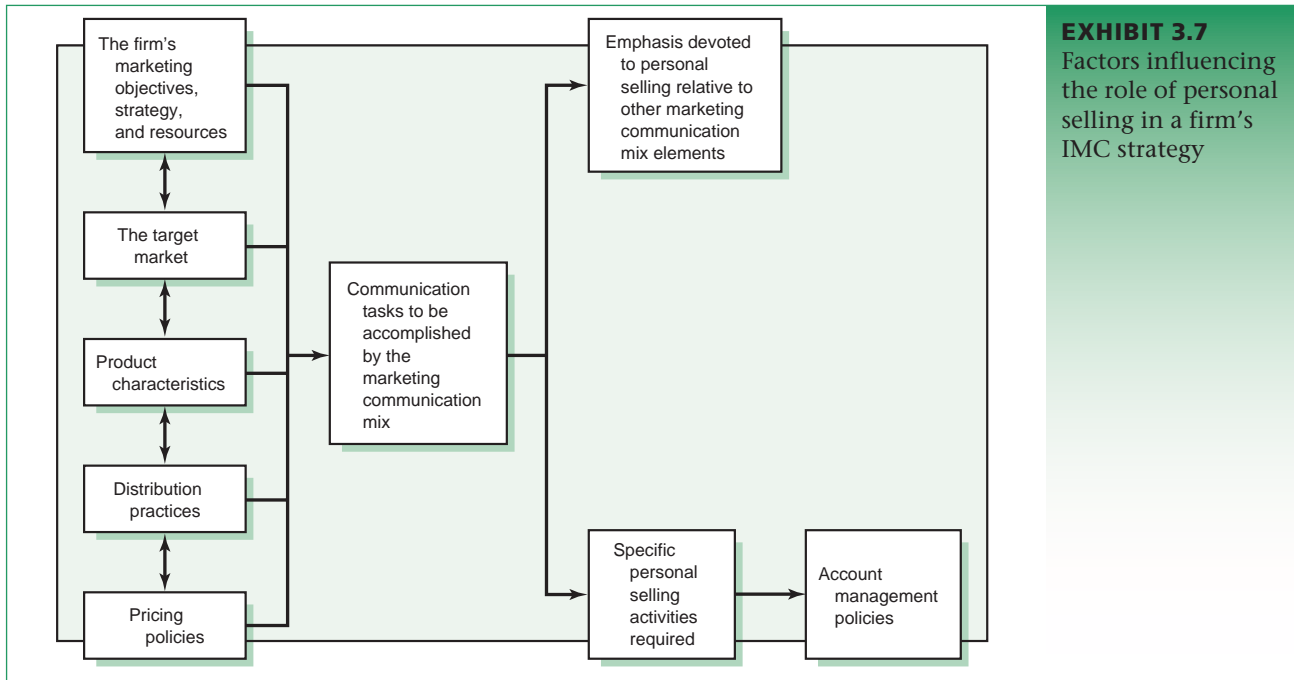 The firm's
marketing
objectives,
strategy,
and resources
The target
market
Product
characteristics
Distribution
practices
Pricing
policies
Communication
tasks to be
accomplished
by the
marketing
communication
mix
Emphasis devoted
to personal
selling relative to
other marketing
communication
mix elements
Specific
personal
selling
activities
required
Account
management
policies
EXHIBIT 3.7
Factors influencing
the role of personal
selling in a firm's
IMC strategy